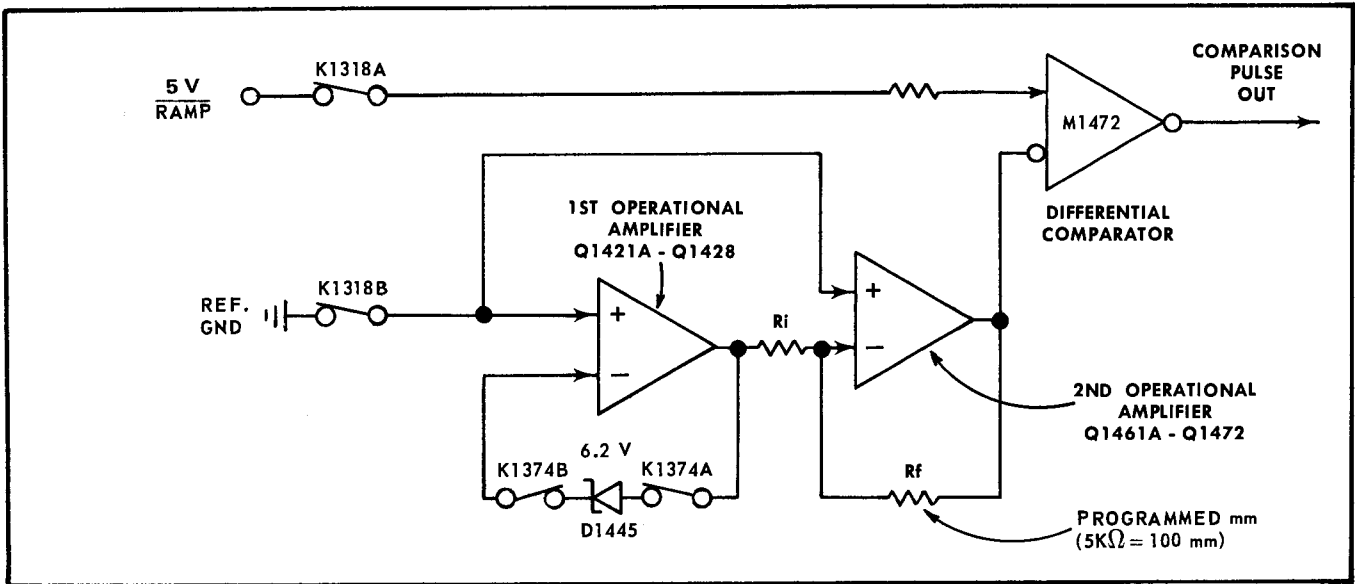 COMPARISON
PULSE
OUT
5 V
RAMP
K1318A
M1472
1ST OPERATIONAL
AMPLIFIER
Q1421A - Q1428
DIFFERENTIAL
COMPARATOR
REF.
GND
K1318B
+
−
Ri
+
−
2ND OPERATIONAL
AMPLIFIER
Q1461A - Q1472
6.2 V
K1374B
K1374A
D1445
Rf
PROGRAMMED mm
(5KΩ = 100 mm)